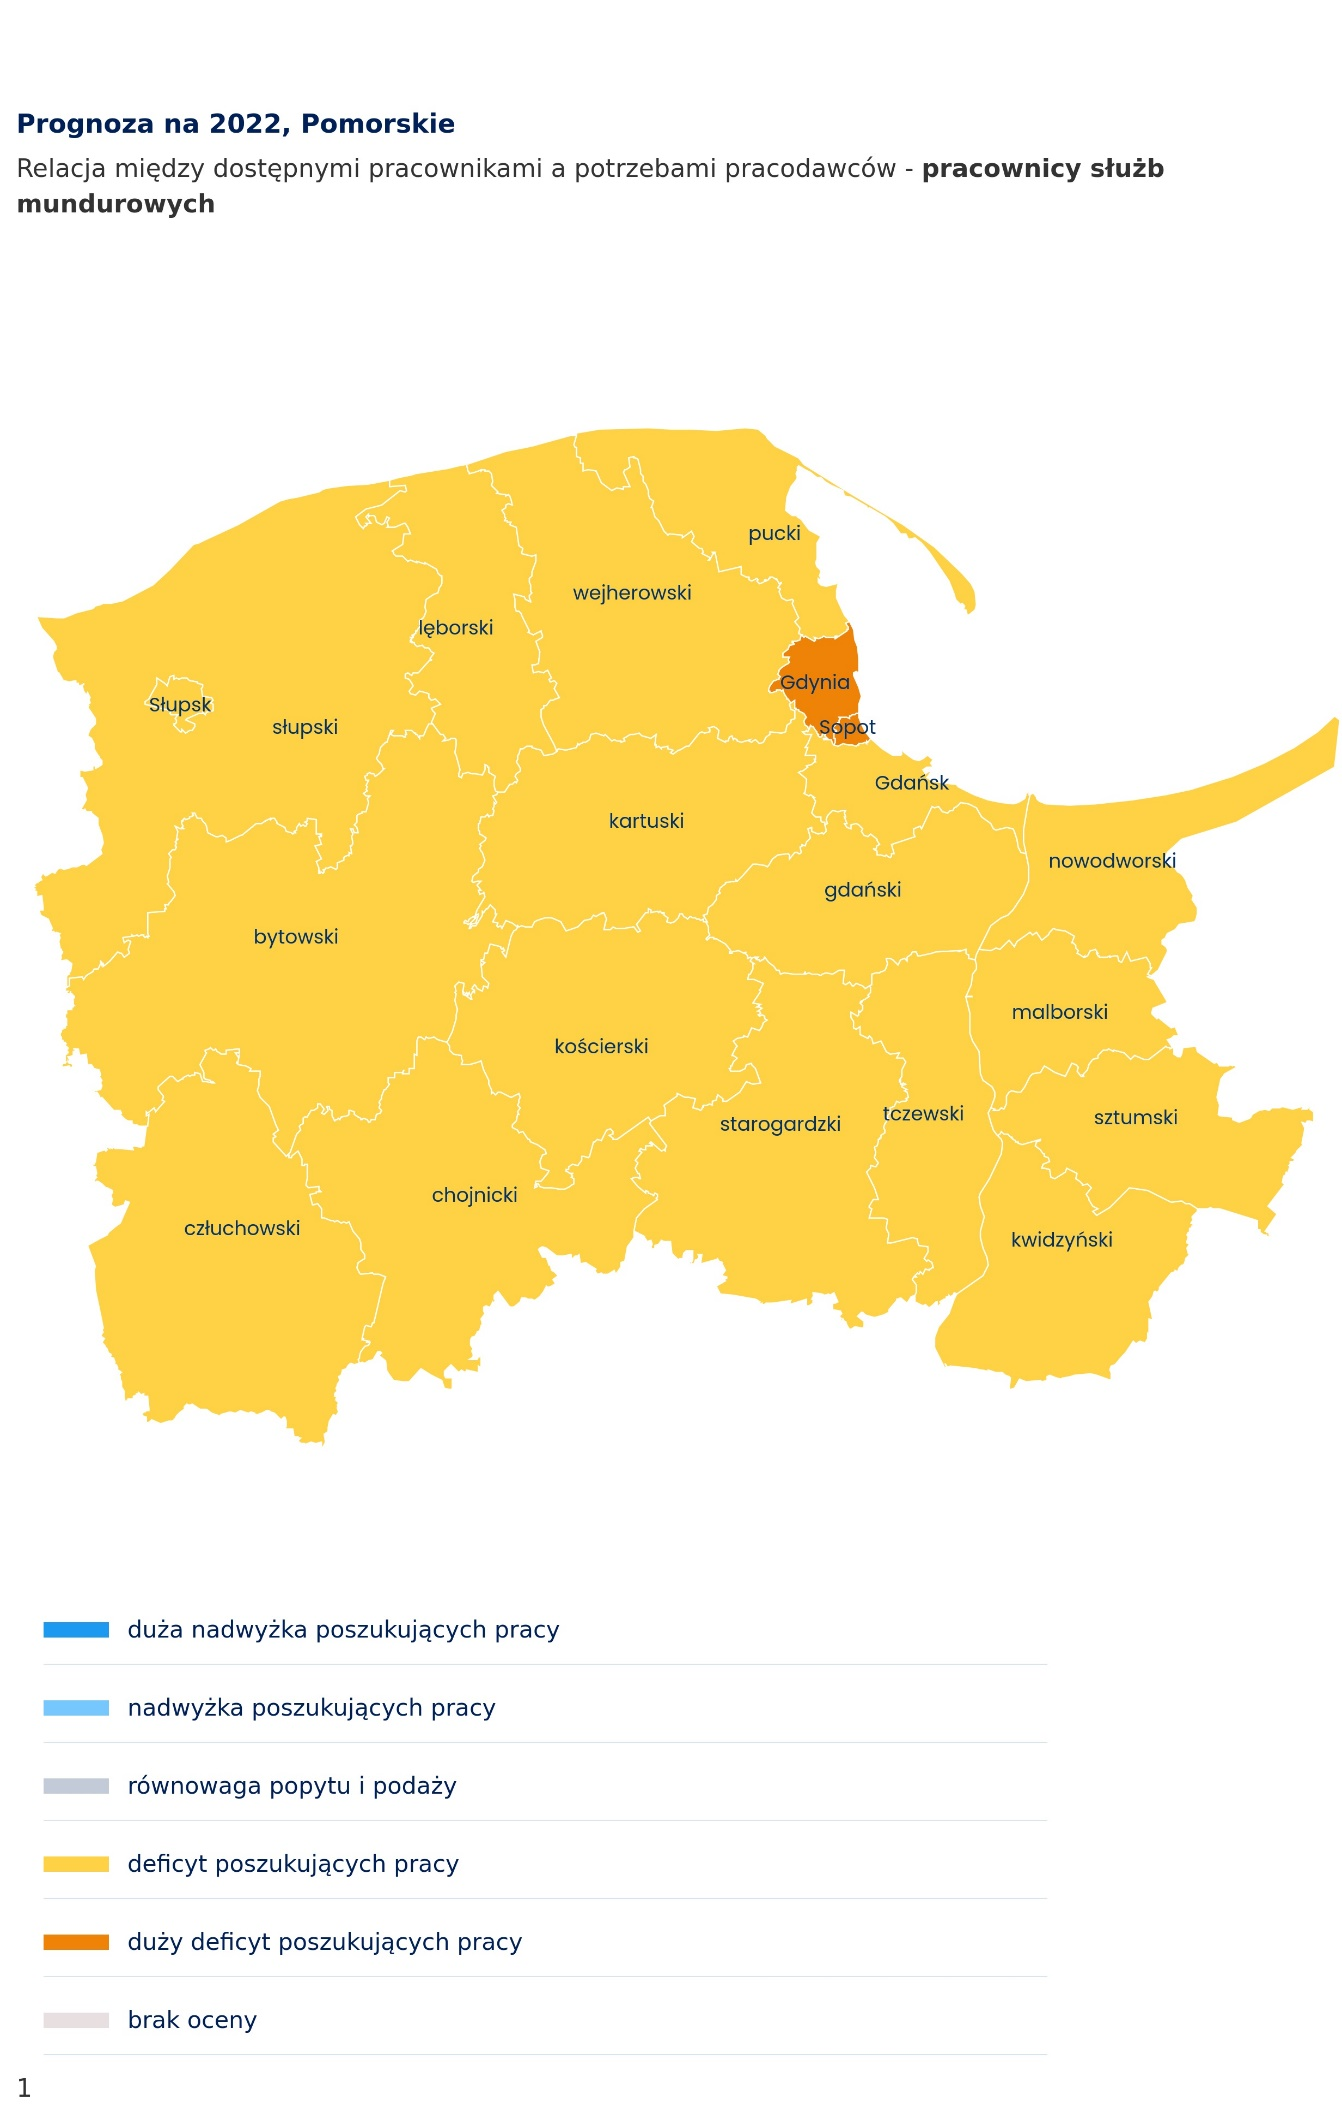 Prognoza na 2022, Pomorskie
Relacja między dostępnymi pracownikami a potrzebami pracodawców - pracownicy służb
mundurowych
pucki
wejherowski
lęborski
Gdynia
Słupsk
słupski
Sopot
Gdańsk
kartuski
nowodworski
gdański
bytowski
malborski
kościerski
tczewski
sztumski
starogardzki
chojnicki
człuchowski
kwidzyński
duża nadwyżka poszukujących pracy
nadwyżka poszukujących pracy
równowaga popytu i podaży
deficyt poszukujących pracy
duży deficyt poszukujących pracy
brak oceny
1